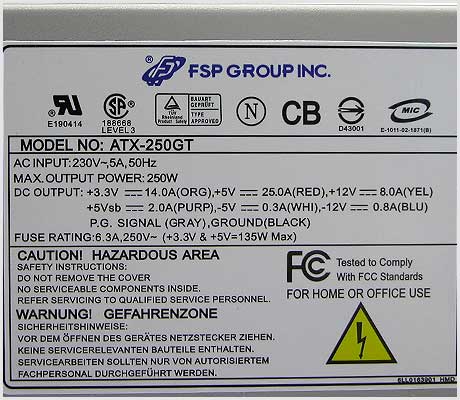 FSP FSP GROUP INC.
E190414
188668
LEVEL 3
TÜV Rheinland Product Safety
BAUART GEPRÜFT
TYPE APPROVED
N
CB
D43001
MIC
E-1011-02-1871(B)
MODEL NO: ATX-250GT
AC INPUT:230V~,5A,50Hz
MAX. OUTPUT POWER: 250W
DC OUTPUT: +3.3V ⎓ 14.0A(ORG),+5V ⎓ 25.0A(RED),+12V ⎓ 8.0A(YEL)
+5Vsb ⎓ 2.0A(PURP),-5V ⎓ 0.3A(WHI),-12V ⎓ 0.8A(BLU)
P.G. SIGNAL (GRAY),GROUND(BLACK)
FUSE RATING:6.3A,250V~ (+3.3V & +5V=135W Max)
CAUTION! HAZARDOUS AREA
SAFETY INSTRUCTIONS:
DO NOT REMOVE THE COVER
NO SERVICEABLE COMPONENTS INSIDE.
REFER SERVICING TO QUALIFIED SERVICE PERSONNEL.
WARNUNG! GEFAHRENZONE
SICHERHEITSHINWEISE:
VOR DEM ÖFFNEN DES GERÄTES NETZSTECKER ZIEHEN.
KEINE SERVICERELEVANTEN BAUTEILE ENTHALTEN.
SERVICEARBEITEN SOLLTEN NUR VON AUTORISIERTEM
FACHPERSONAL DURCHGEFÜHRT WERDEN.
FC Tested to Comply
With FCC Standards
FOR HOME OR OFFICE USE